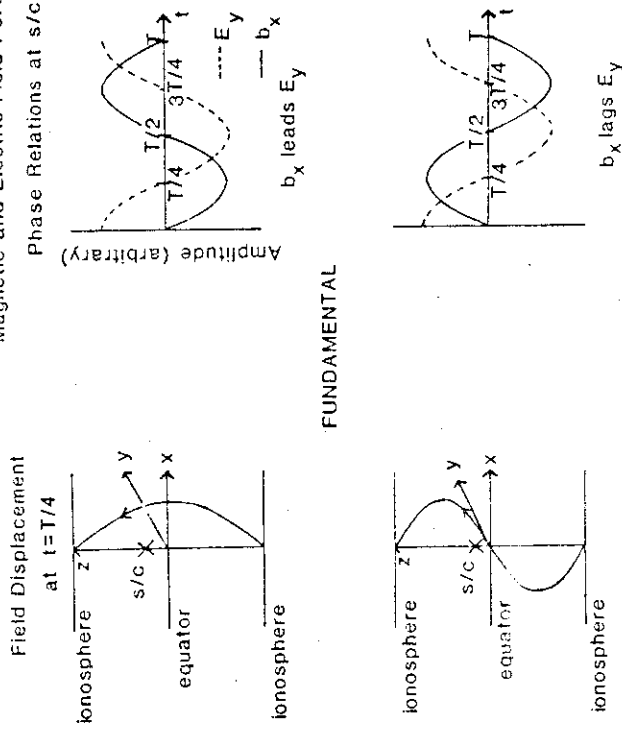 Magnetic and Electric Field
Phase Relations at s/c
Field Displacement
at t=T/4
ionosphere
z
s/c
y
x
equator
ionosphere
Amplitude (arbitrary)
T/4
T/2
3T/4
T
t
E_y
b_x
b_x leads E_y
FUNDAMENTAL
ionosphere
z
s/c
y
x
equator
ionosphere
T/4
T/2
3T/4
T
t
b_x lags E_y